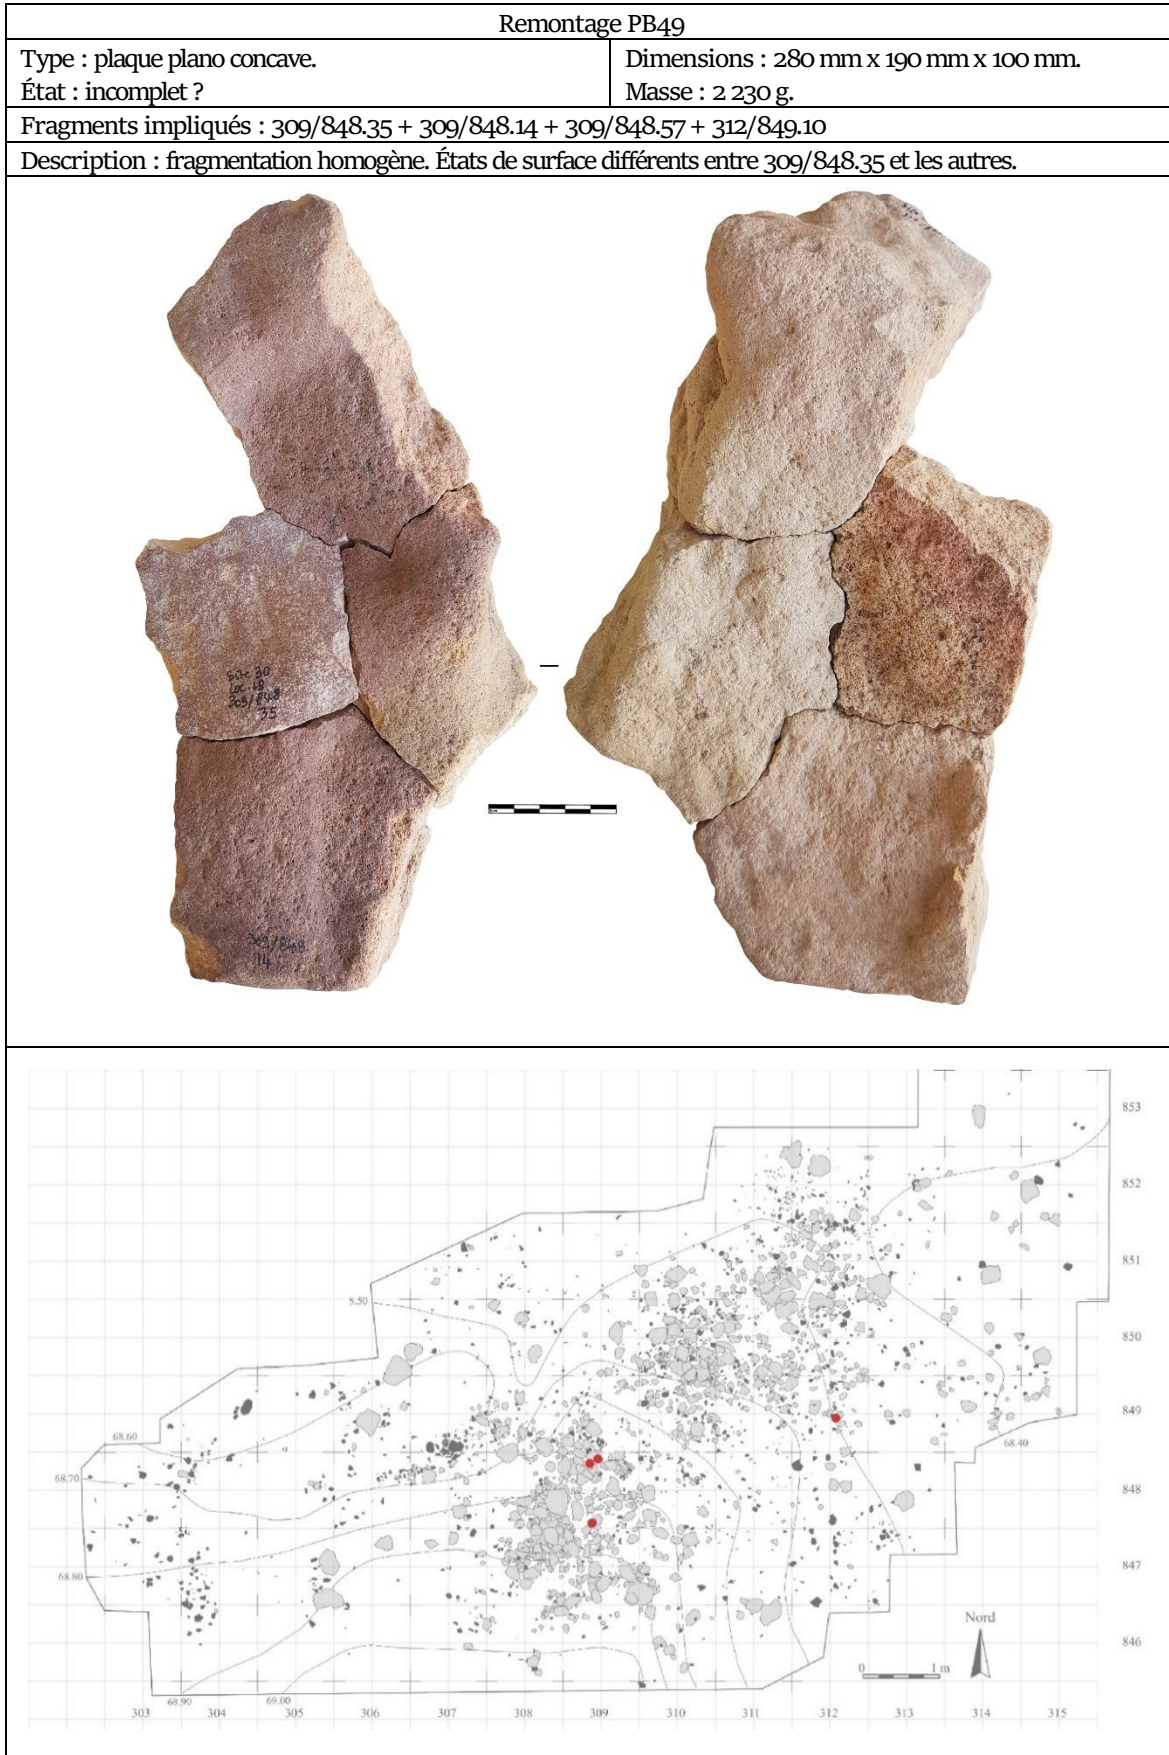 Remontage PB49
Type : plaque plano concave.
État : incomplet ?
Dimensions : 280 mm x 190 mm x 100 mm.
Masse : 2 230 g.
Fragments impliqués : 309/848.35 + 309/848.14 + 309/848.57 + 312/849.10
Description : fragmentation homogène. États de surface différents entre 309/848.35 et les autres.
Site 30
Loc 18
309/848
35
309/848.
14
853
852
851
8.50
850
849
68.60
68.40
68.70
848
847
68.80
Nord
846
0 1 m
68.90 69.00
303 304 305 306 307 308 309 310 311 312 313 314 315